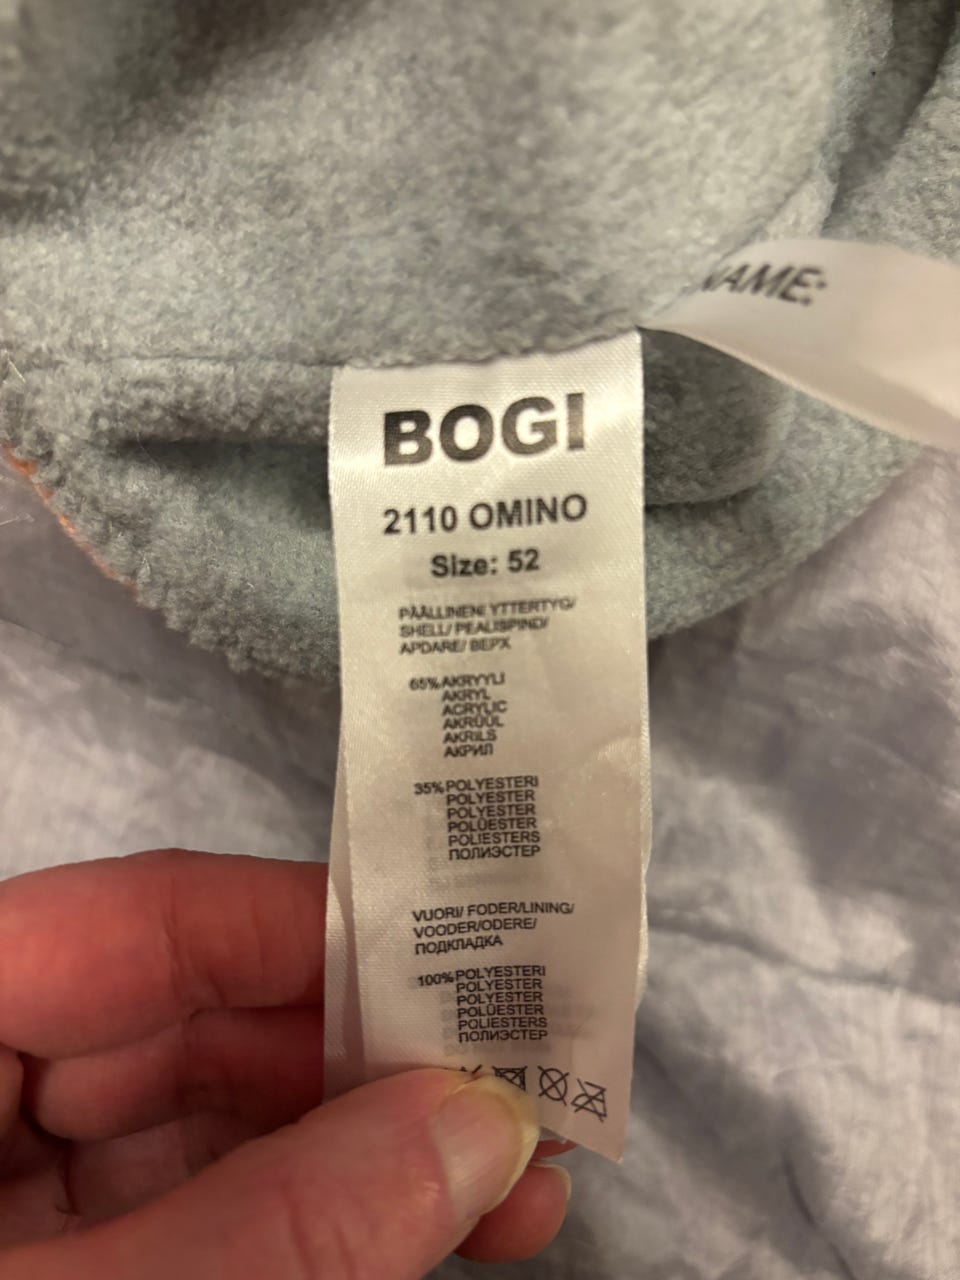 NAME:
BOGI
2110 OMINO
Size: 52
PÄÄLLINEN/ YTTERTYG/
SHELL/ PEALISPIND/
APDARE/ ВЕРХ
65% AKRYYLI
AKRYL
ACRYLIC
AKRÜÜL
AKRILS
АКРИЛ
35% POLYESTERI
POLYESTER
POLYESTER
POLÜESTER
POLIESTERS
ПОЛИЭСТЕР
VUORI/ FODER/LINING/
VOODER/ODERE/
ПОДКЛАДКА
100% POLYESTERI
POLYESTER
POLYESTER
POLÜESTER
POLIESTERS
ПОЛИЭСТЕР